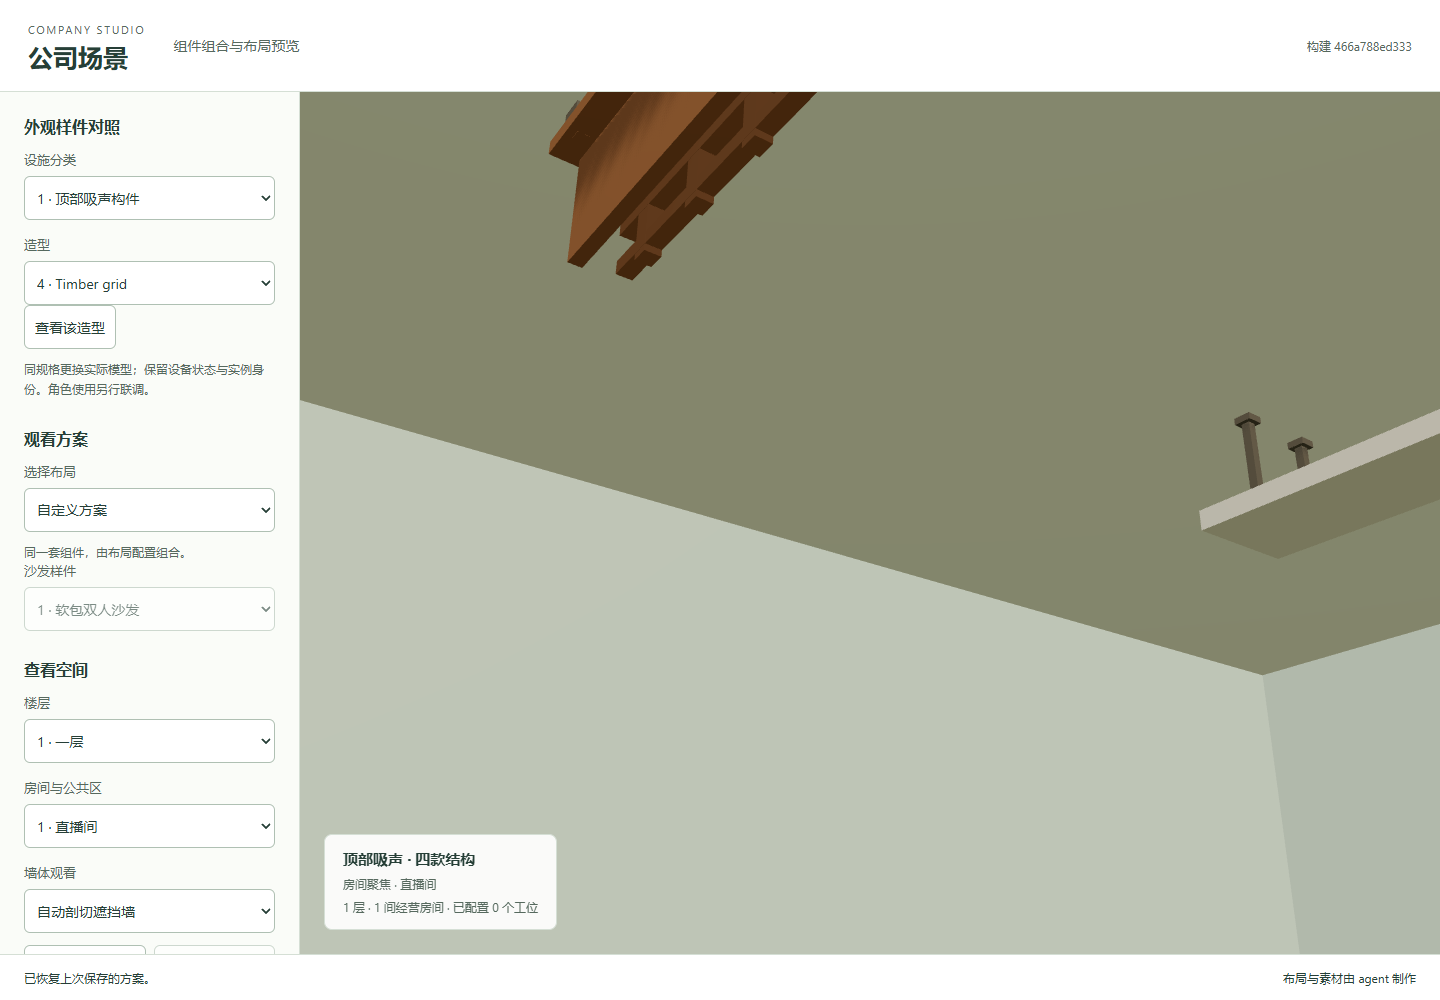 COMPANY STUDIO
公司场景
组件组合与布局预览
构建 466a788ed333
外观样件对照
设施分类
1 · 顶部吸声构件
造型
4 · Timber grid
查看该造型
同规格更换实际模型；保留设备状态与实例身
份。角色使用另行联调。
观看方案
选择布局
自定义方案
同一套组件，由布局配置组合。
沙发样件
1 · 软包双人沙发
查看空间
楼层
1 · 一层
房间与公共区
1 · 直播间
墙体观看
自动剖切遮挡墙
顶部吸声 · 四款结构
房间聚焦 · 直播间
1 层 · 1 间经营房间 · 已配置 0 个工位
已恢复上次保存的方案。
布局与素材由 agent 制作